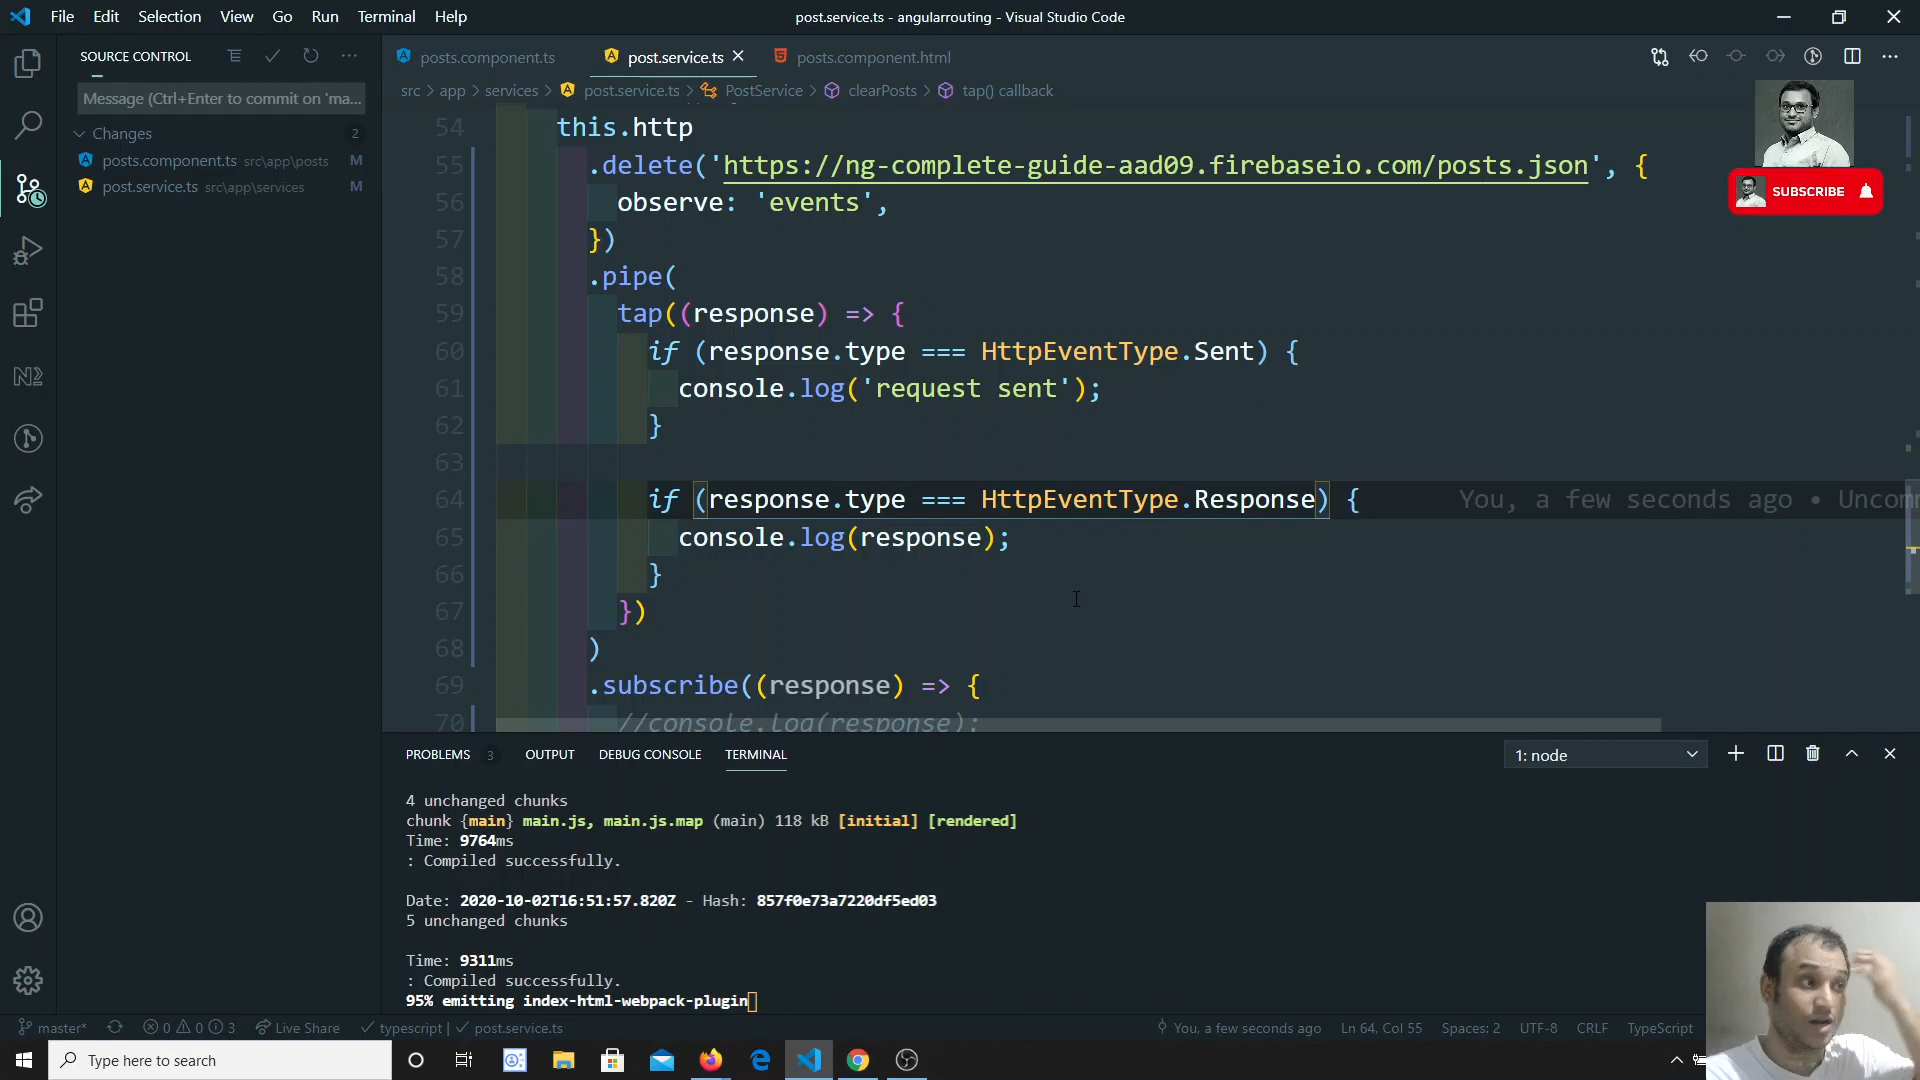 File Edit Selection View Go Run Terminal Help
post.service.ts - angularrouting - Visual Studio Code
SOURCE CONTROL
Message (Ctrl+Enter to commit on 'ma...
Changes 2
posts.component.ts src\app\posts M
post.service.ts src\app\services M
posts.component.ts post.service.ts posts.component.html
src > app > services > post.service.ts > PostService > clearPosts > tap() callback
SUBSCRIBE
54 this.http
55 .delete('https://ng-complete-guide-aad09.firebaseio.com/posts.json', {
56 observe: 'events',
57 })
58 .pipe(
59 tap((response) => {
60 if (response.type === HttpEventType.Sent) {
61 console.log('request sent');
62 }
63
64 if (response.type === HttpEventType.Response) { You, a few seconds ago • Uncomm
65 console.log(response);
66 }
67 })
68 )
69 .subscribe((response) => {
70 //console.log(response);
PROBLEMS 3 OUTPUT DEBUG CONSOLE TERMINAL
1: node
4 unchanged chunks
chunk {main} main.js, main.js.map (main) 118 kB [initial] [rendered]
Time: 9764ms
: Compiled successfully.
Date: 2020-10-02T16:51:57.820Z - Hash: 857f0e73a7220df5ed03
5 unchanged chunks
Time: 9311ms
: Compiled successfully.
95% emitting index-html-webpack-plugin
master* 0 0 3 Live Share typescript | post.service.ts
You, a few seconds ago Ln 64, Col 55 Spaces: 2 UTF-8 CRLF TypeScript
Type here to search